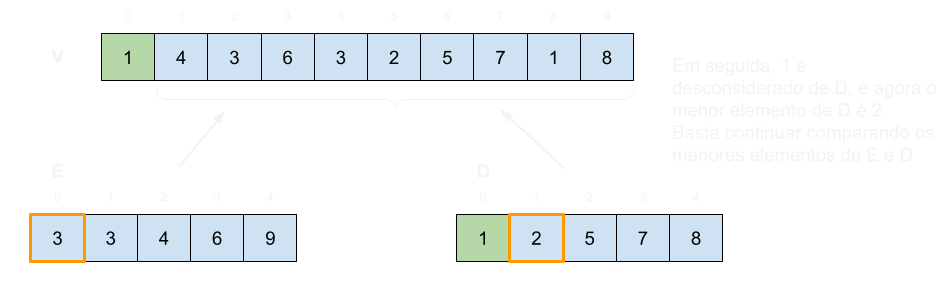 0 1 2 3 4 5 6 7 8 9
V 1 4 3 6 3 2 5 7 1 8
Em seguida, 1 é
desconsiderado de D, e agora o
menor elemento de D é 2
Basta continuar comparando os
menores elementos de E e D
E
0 1 2 3 4
3 3 4 6 9
D
0 1 2 3 4
1 2 5 7 8